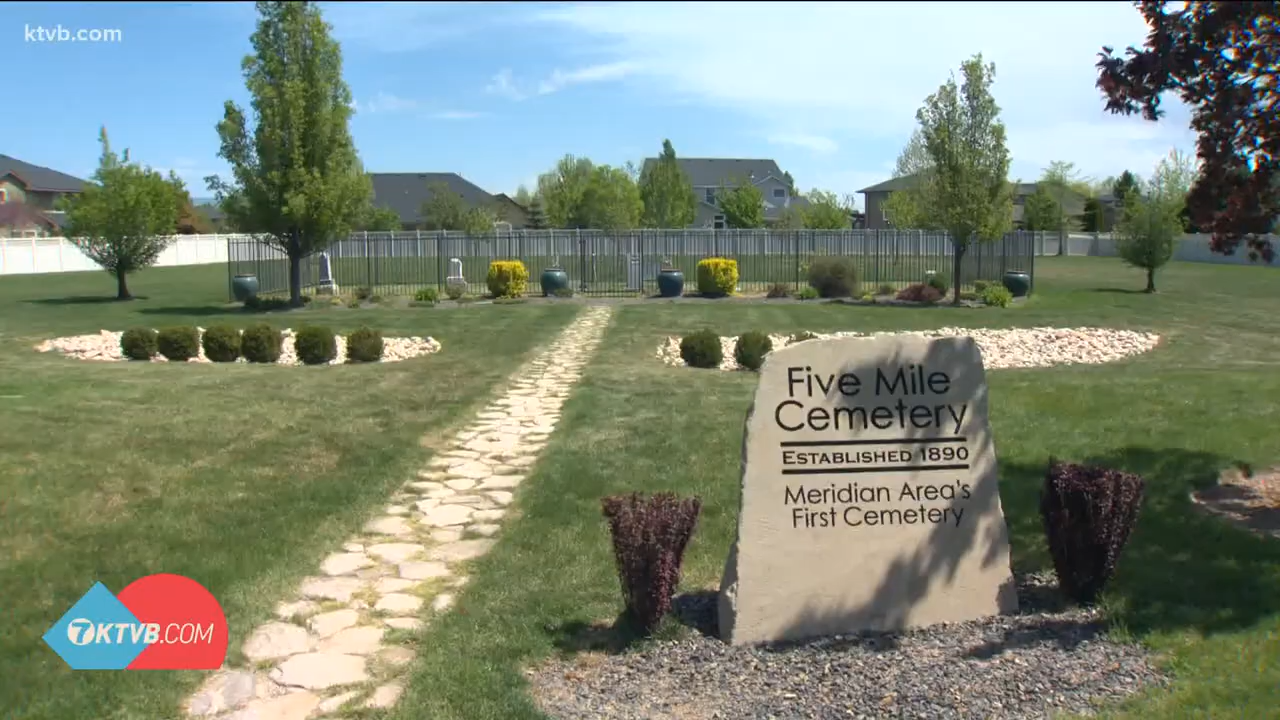 ktvb.com
Five Mile
Cemetery
ESTABLISHED 1890
Meridian Area's
First Cemetery
7KTVB.COM